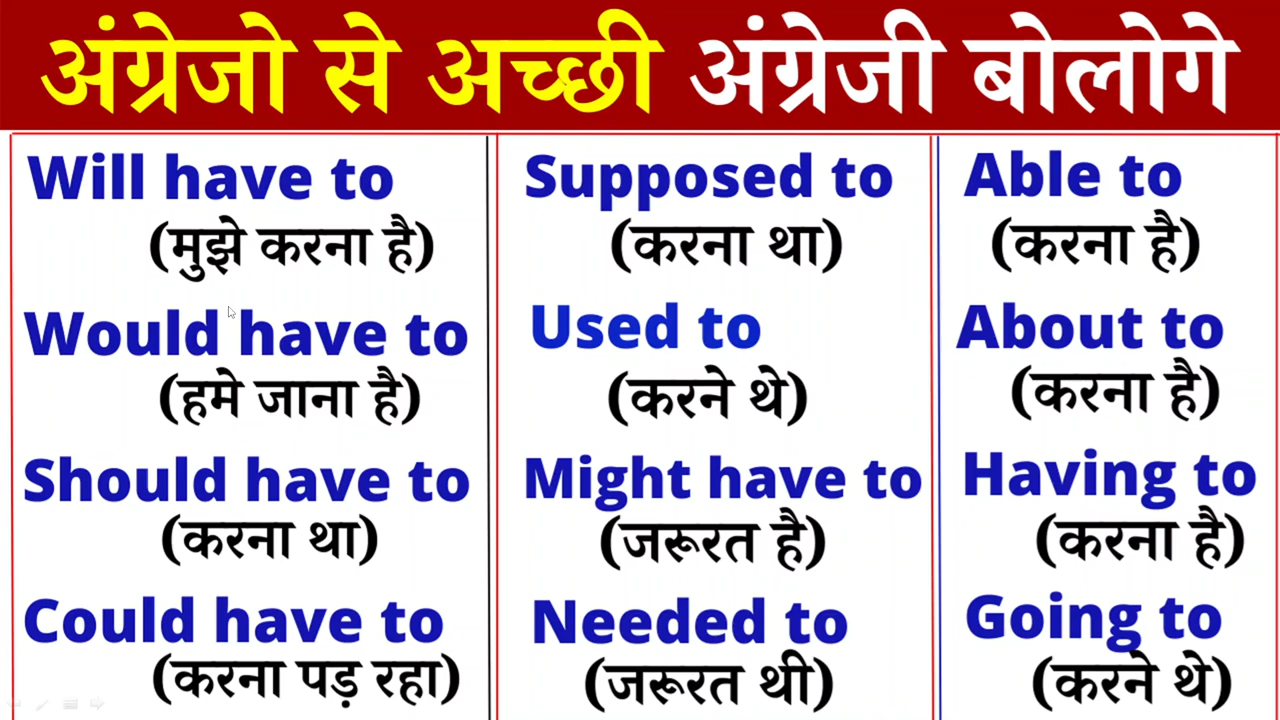 अंग्रेजो से अच्छी अंग्रेजी बोलोगे
Will have to
(मुझे करना है)
Would have to
(हमे जाना है)
Should have to
(करना था)
Could have to
(करना पड़ रहा)
Supposed to
(करना था)
Used to
(करने थे)
Might have to
(जरूरत है)
Needed to
(जरूरत थी)
Able to
(करना है)
About to
(करना है)
Having to
(करना है)
Going to
(करने थे)